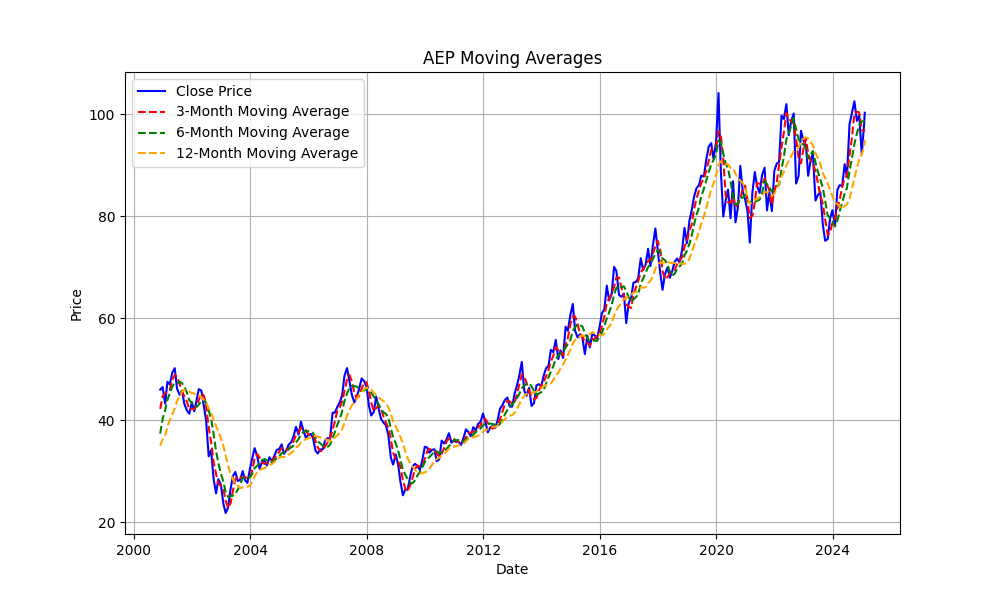 AEP Moving Averages
Close Price
3-Month Moving Average
6-Month Moving Average
12-Month Moving Average
Price
100
80
60
40
20
2000 2004 2008 2012 2016 2020 2024
Date